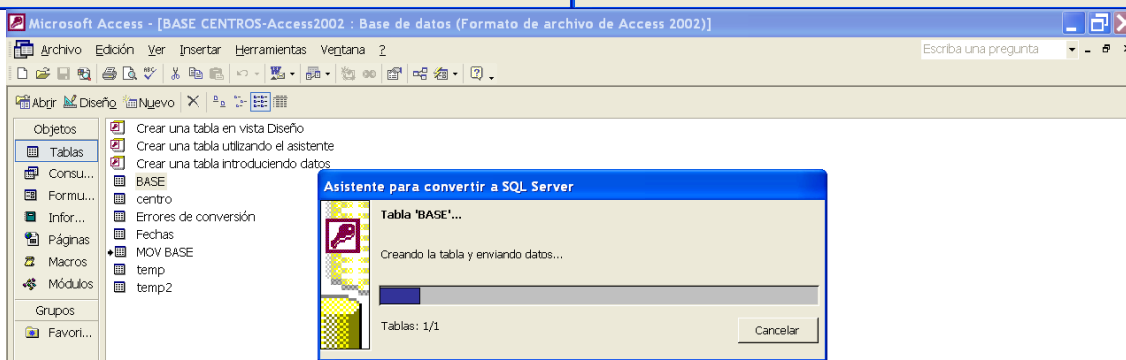 Microsoft Access - [BASE CENTROS-Access2002 : Base de datos (Formato de archivo de Access 2002)]
Archivo Edición Ver Insertar Herramientas Ventana ?
Escriba una pregunta
Abrir Diseño Nuevo
Objetos
Tablas
Consu...
Formu...
Infor...
Páginas
Macros
Módulos
Grupos
Favori...
Crear una tabla en vista Diseño
Crear una tabla utilizando el asistente
Crear una tabla introduciendo datos
BASE
centro
Errores de conversión
Fechas
MOV BASE
temp
temp2
Asistente para convertir a SQL Server
Tabla 'BASE'...
Creando la tabla y enviando datos...
Tablas: 1/1
Cancelar